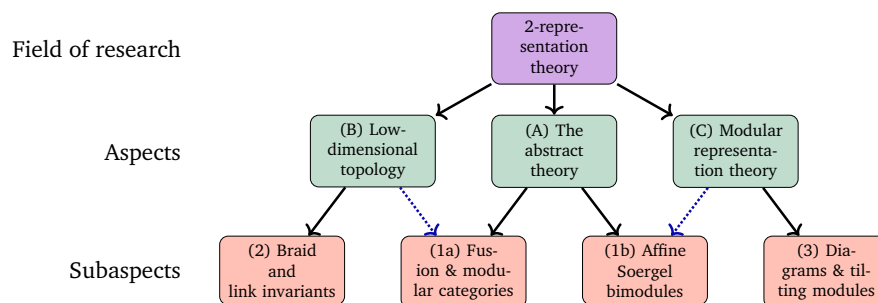 Field of research
2-repre-
sentation
theory
Aspects
(B) Low-
dimensional
topology
(A) The
abstract
theory
(C) Modular
representa-
tion theory
Subaspects
(2) Braid
and
link invariants
(1a) Fus-
ion & modu-
lar categories
(1b) Affine
Soergel
bimodules
(3) Dia-
grams & til-
ting modules